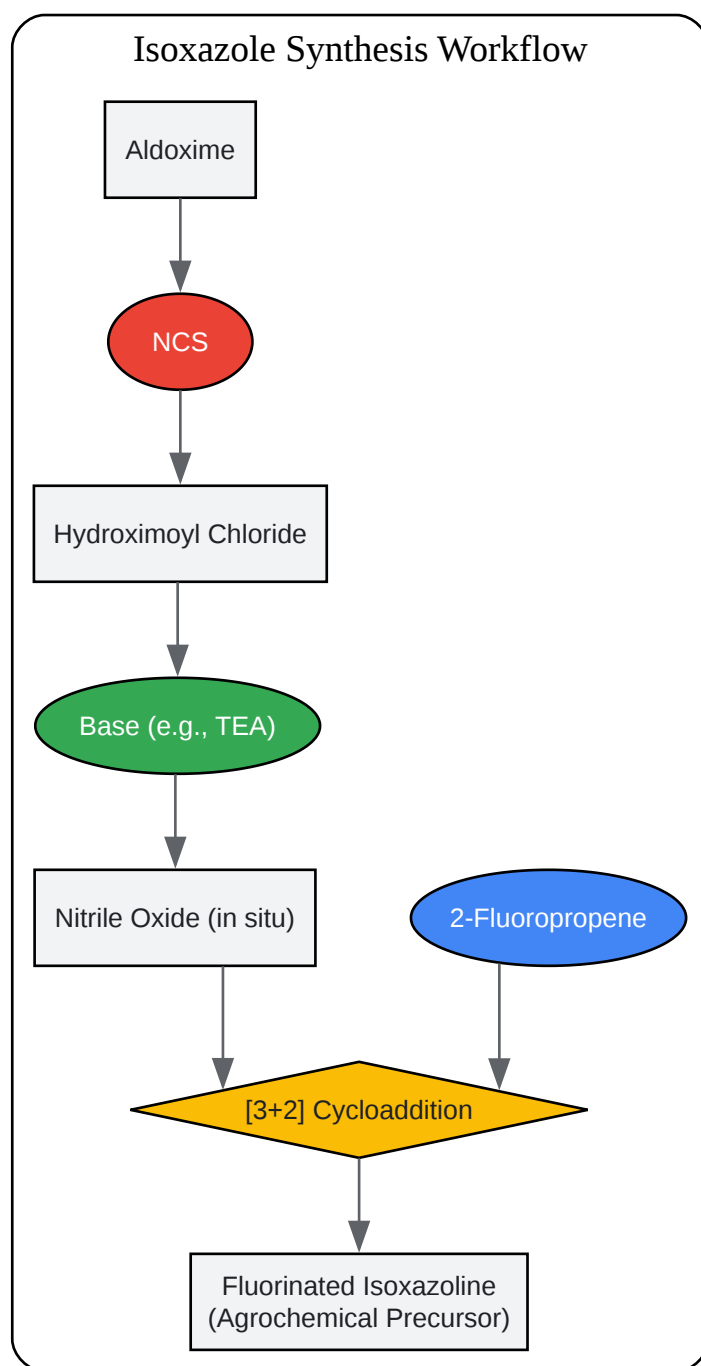 Isoxazole Synthesis Workflow
Aldoxime
NCS
Hydroximoyl Chloride
Base (e.g., TEA)
Nitrile Oxide (in situ)
2-Fluoropropene
[3+2] Cycloaddition
Fluorinated Isoxazoline
(Agrochemical Precursor)